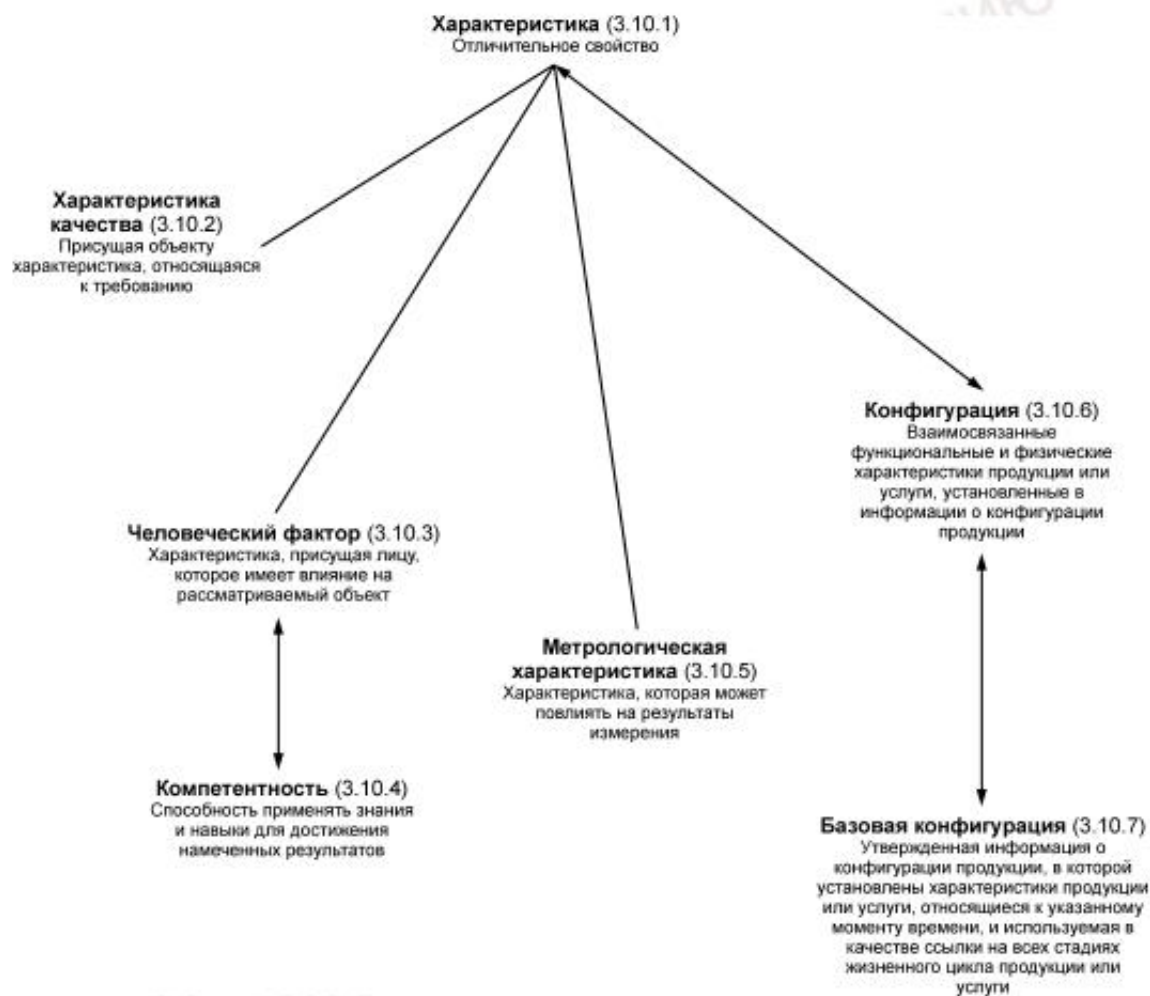 Характеристика (3.10.1)
Отличительное свойство
Характеристика
качества (3.10.2)
Присущая объекту
характеристика, относящаяся
к требованию
Конфигурация (3.10.6)
Взаимосвязанные
функциональные и физические
характеристики продукции или
услуги, установленные в
информации о конфигурации
продукции
Человеческий фактор (3.10.3)
Характеристика, присущая лицу,
которое имеет влияние на
рассматриваемый объект
Метрологическая
характеристика (3.10.5)
Характеристика, которая может
повлиять на результаты
измерения
Компетентность (3.10.4)
Способность применять знания
и навыки для достижения
намеченных результатов
Базовая конфигурация (3.10.7)
Утвержденная информация о
конфигурации продукции, в которой
установлены характеристики продукции
или услуги, относящиеся к указанному
моменту времени, и используемая в
качестве ссылки на всех стадиях
жизненного цикла продукции или
услуги